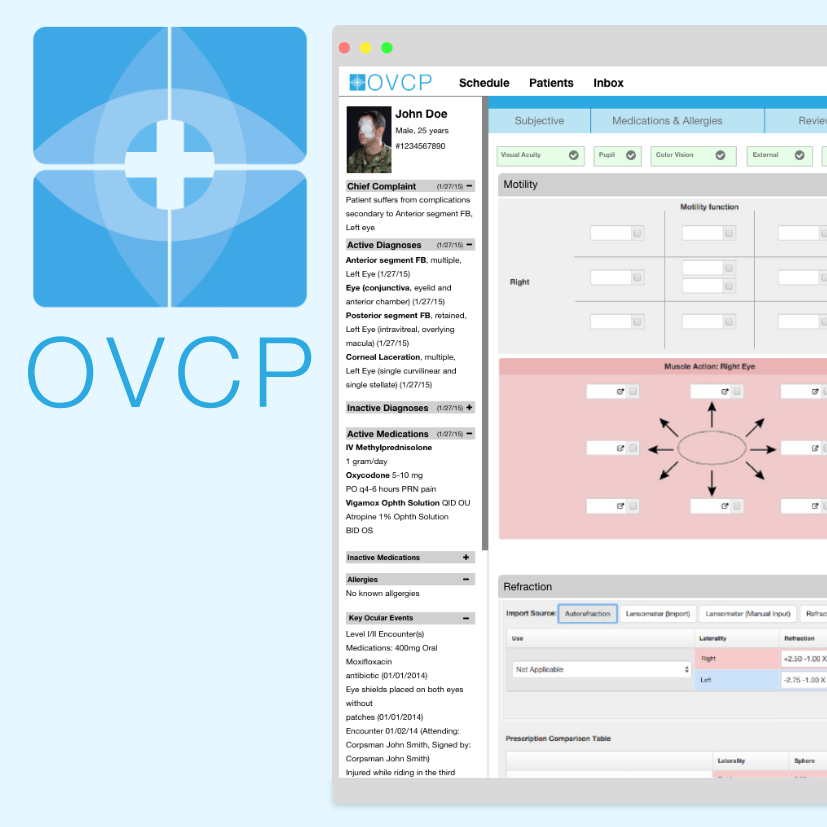 OVCP
OVCP
Schedule Patients Inbox
John Doe
Male, 25 years
#1234567890
Chief Complaint (1/27/15)
Patient suffers from complications
secondary to Anterior segment FB,
Left eye
Active Diagnoses (1/27/15)
Anterior segment FB, multiple,
Left Eye (1/27/15)
Eye (conjunctiva, eyelid and
anterior chamber) (1/27/15)
Posterior segment FB, retained,
Left Eye (intravitreal, overlying
macula) (1/27/15)
Corneal Laceration, multiple,
Left Eye (single curvilinear and
single stellate) (1/27/15)
Inactive Diagnoses (1/27/15)
Active Medications (1/27/15)
IV Methylprednisolone
1 gram/day
Oxycodone 5-10 mg
PO q4-6 hours PRN pain
Vigamox Ophth Solution QID OU
Atropine 1% Ophth Solution
BID OS
Inactive Medications
Allergies
No known allgergies
Key Ocular Events
Level I/II Encounter(s)
Medications: 400mg Oral
Moxifloxacin
antibiotic (01/01/2014)
Eye shields placed on both eyes
without
patches (01/01/2014)
Encounter 01/02/14 (Attending:
Corpsman John Smith, Signed by:
Corpsman John Smith)
Injured while riding in the third
Subjective Medications & Allergies Review
Visual Acuity Pupil Color Vision External
Motility
Motility function
Right
Muscle Action: Right Eye
Refraction
Import Source: Autorefraction Lensometer (Import) Lensometer (Manual Input) Refrac
Use Laterality Refraction
Not Applicable
Right +2.50 -1.00 X
Left -2.75 -1.00 X
Prescription Comparison Table
Laterality Sphere